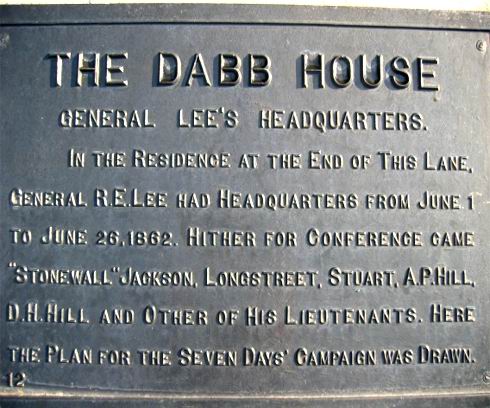 THE DABB HOUSE
GENERAL LEE'S HEADQUARTERS.
IN THE RESIDENCE AT THE END OF THIS LANE,
GENERAL R.E.LEE HAD HEADQUARTERS FROM JUNE 1
TO JUNE 26,1862. HITHER FOR CONFERENCE CAME
"STONEWALL" JACKSON, LONGSTREET, STUART, A.P.HILL,
D.H.HILL AND OTHER OF HIS LIEUTENANTS. HERE
THE PLAN FOR THE SEVEN DAYS' CAMPAIGN WAS DRAWN.
12